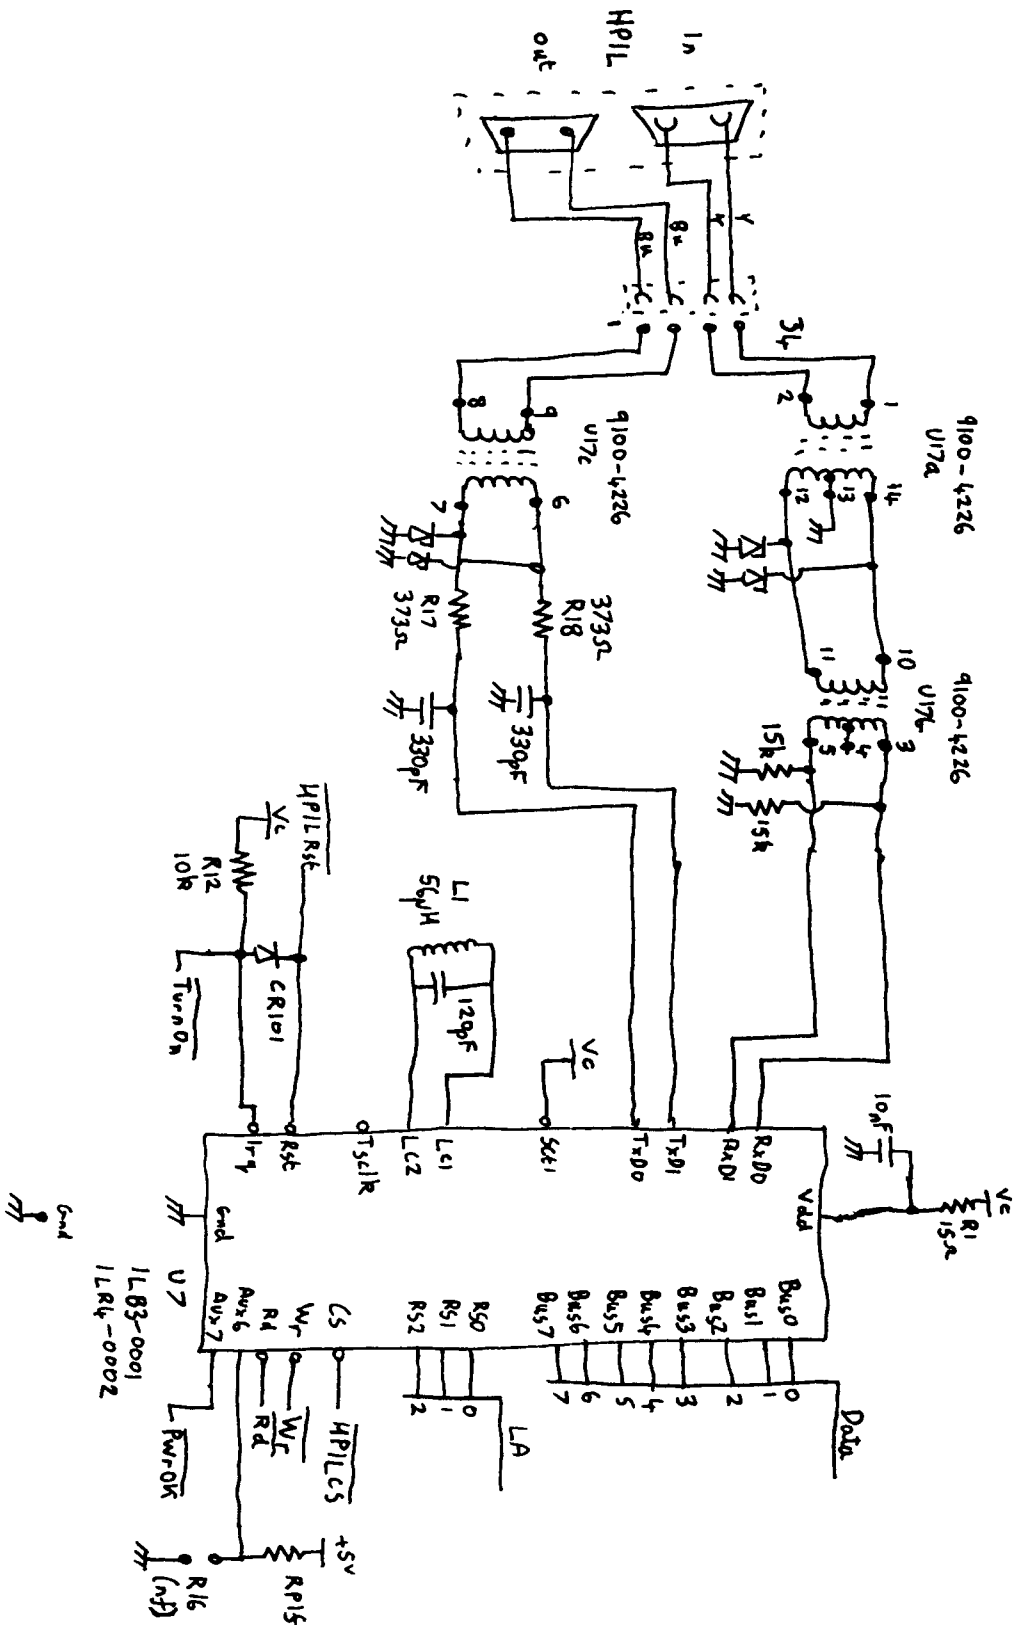 In
HPIL
out
Y
Y
Bu
Bu
J4
1
1
2
9100-4226
U17a
14
13
12
10
11
9100-4226
U17b
3
4
5
15k
15k
9
8
9100-4226
U17c
6
7
373Ω
R18
R17
373Ω
330pF
330pF
L1
56μH
120pF
Vc
HPILRst
Vc
R12
10k
CR101
TurnOn
10nF
Vc
R1
15Ω
Vdd
RxD0
RxD1
TxD1
TxD0
Sct1
LC1
LC2
Tsclk
Rst
Irq
Gnd
Gnd
Bus0
Bus1
Bus2
Bus3
Bus4
Bus5
Bus6
Bus7
RS0
RS1
RS2
Cs
Wr
Rd
Aux6
Aux7
U7
1LB3-0001
1LR4-0002
0
1
2
3
4
5
6
7
Data
0
1
2
LA
HPILCS
Wr
Rd
PwrOK
+5V
RP15
R16
(nf)